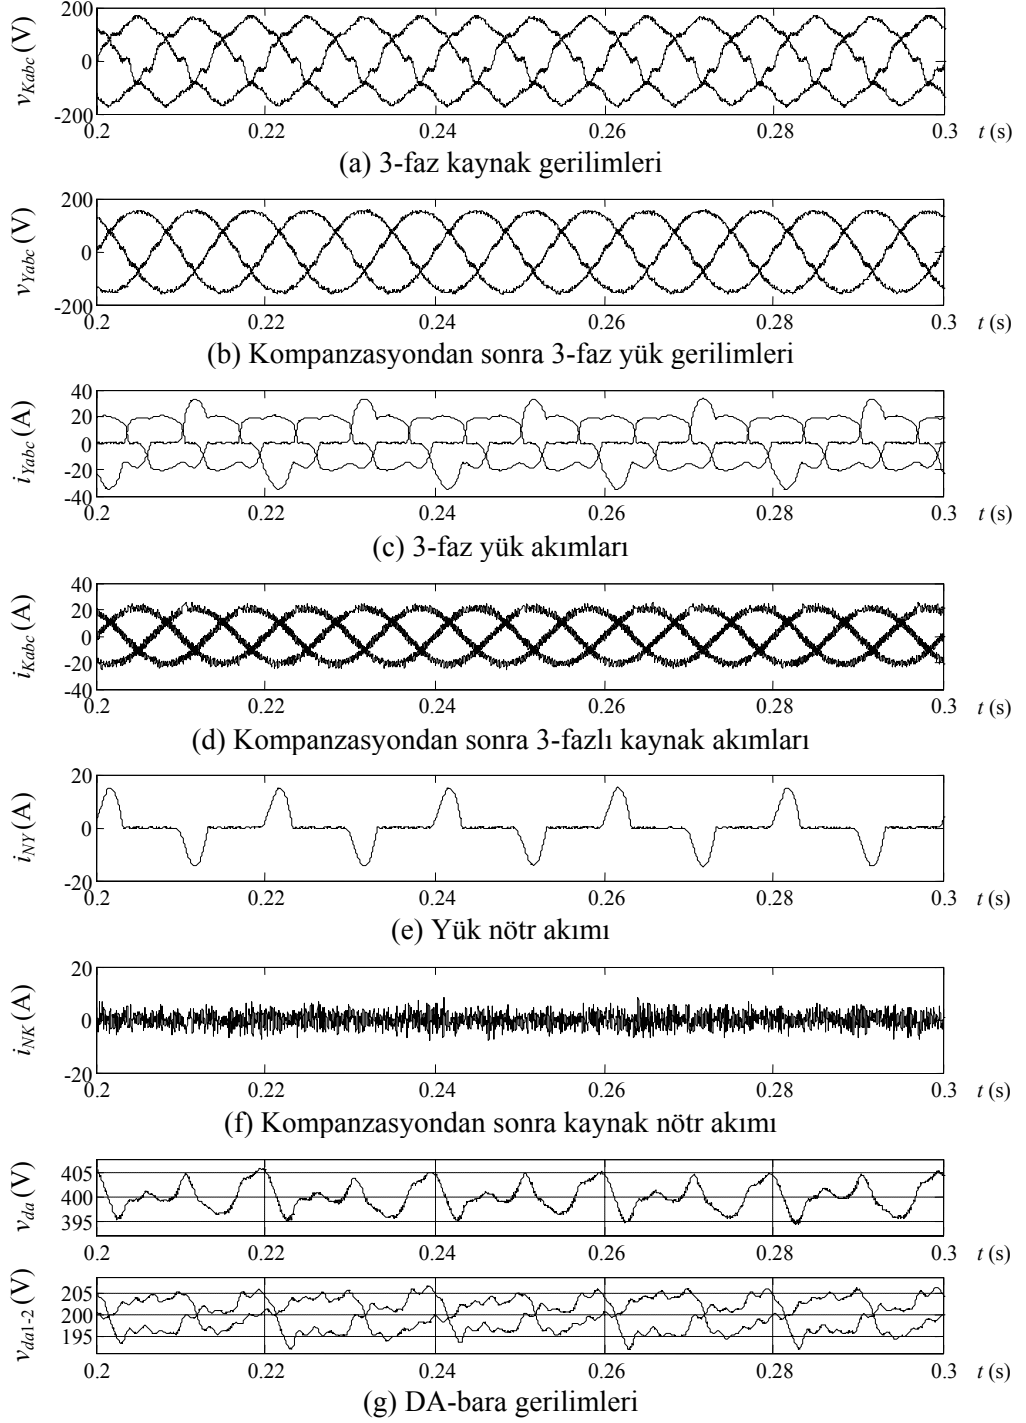 200
0
-200
v_Kabc (V)
0.2 0.22 0.24 0.26 0.28 0.3 t (s)
(a) 3-faz kaynak gerilimleri
200
0
-200
v_Yabc (V)
0.2 0.22 0.24 0.26 0.28 0.3 t (s)
(b) Kompanzasyondan sonra 3-faz yük gerilimleri
40
20
0
-20
-40
i_Yabc (A)
0.2 0.22 0.24 0.26 0.28 0.3 t (s)
(c) 3-faz yük akımları
40
20
0
-20
-40
i_Kabc (A)
0.2 0.22 0.24 0.26 0.28 0.3 t (s)
(d) Kompanzasyondan sonra 3-fazlı kaynak akımları
20
0
-20
i_NY (A)
0.2 0.22 0.24 0.26 0.28 0.3 t (s)
(e) Yük nötr akımı
20
0
-20
i_NK (A)
0.2 0.22 0.24 0.26 0.28 0.3 t (s)
(f) Kompanzasyondan sonra kaynak nötr akımı
405
400
395
v_da (V)
0.2 0.22 0.24 0.26 0.28 0.3 t (s)
205
200
195
v_da1-2 (V)
0.2 0.22 0.24 0.26 0.28 0.3 t (s)
(g) DA-bara gerilimleri